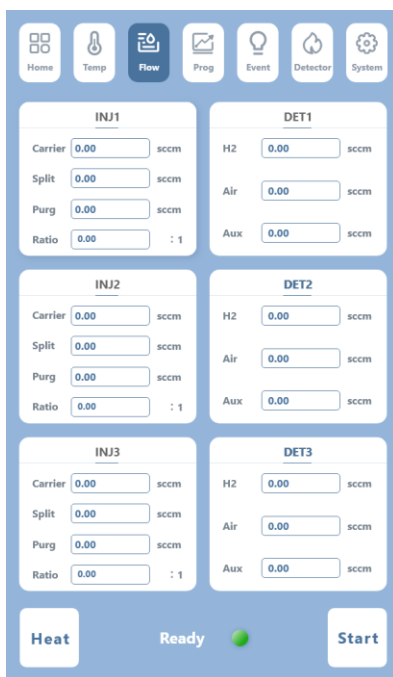 Home Temp Flow Prog Event Detector System
INJ1
Carrier 0.00 sccm
Split 0.00 sccm
Purg 0.00 sccm
Ratio 0.00 : 1
DET1
H2 0.00 sccm
Air 0.00 sccm
Aux 0.00 sccm
INJ2
Carrier 0.00 sccm
Split 0.00 sccm
Purg 0.00 sccm
Ratio 0.00 : 1
DET2
H2 0.00 sccm
Air 0.00 sccm
Aux 0.00 sccm
INJ3
Carrier 0.00 sccm
Split 0.00 sccm
Purg 0.00 sccm
Ratio 0.00 : 1
DET3
H2 0.00 sccm
Air 0.00 sccm
Aux 0.00 sccm
Heat Ready Start